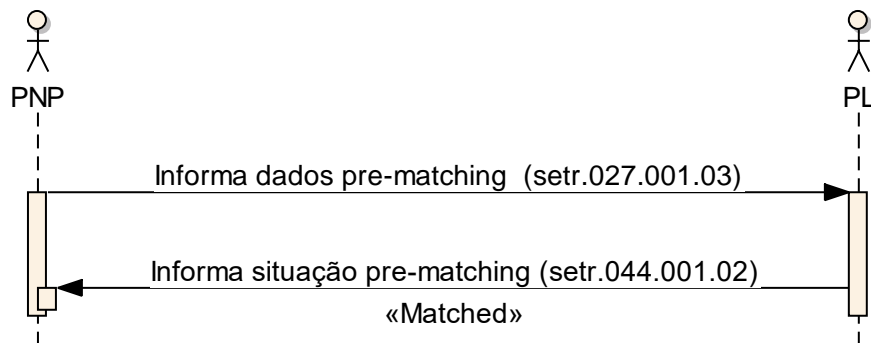 PNP
PL
Informa dados pre-matching  (setr.027.001.03)
Informa situação pre-matching (setr.044.001.02)
«Matched»